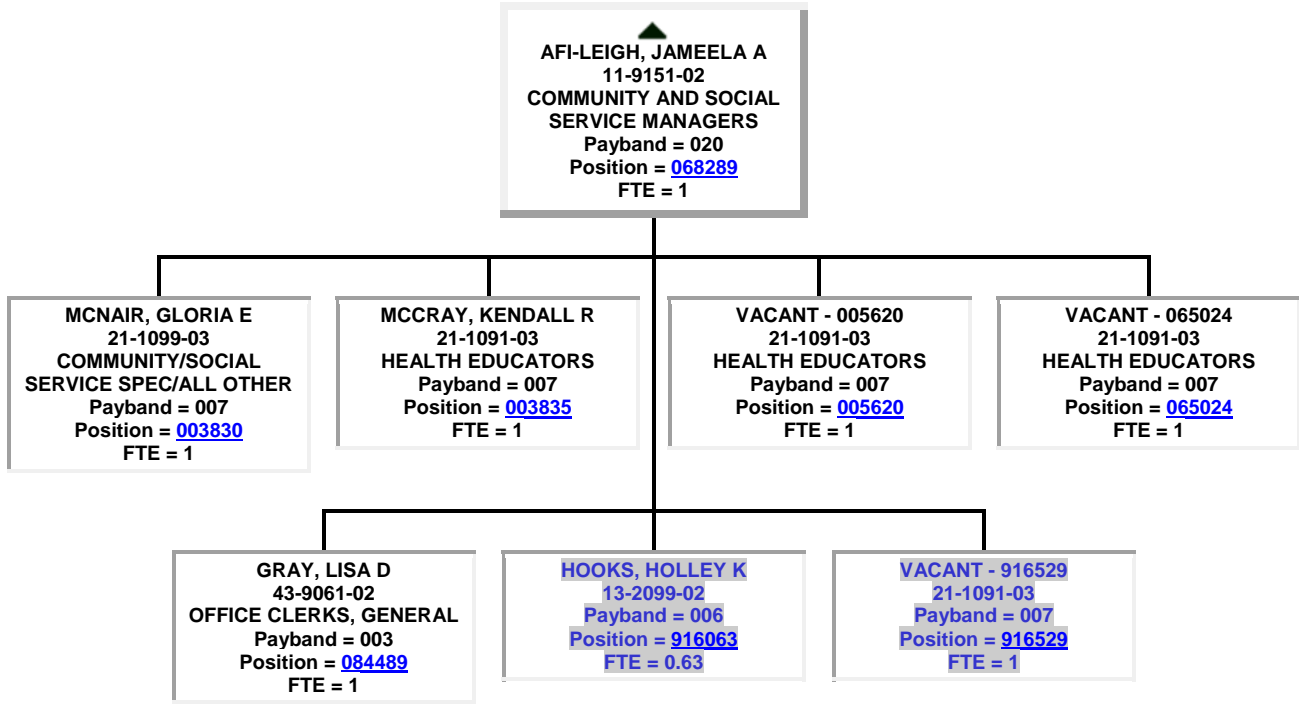 AFI-LEIGH, JAMEELA A
11-9151-02
COMMUNITY AND SOCIAL
SERVICE MANAGERS
Payband = 020
Position = 068289
FTE = 1
MCNAIR, GLORIA E
21-1099-03
COMMUNITY/SOCIAL
SERVICE SPEC/ALL OTHER
Payband = 007
Position = 003830
FTE = 1
MCCRAY, KENDALL R
21-1091-03
HEALTH EDUCATORS
Payband = 007
Position = 003835
FTE = 1
VACANT - 005620
21-1091-03
HEALTH EDUCATORS
Payband = 007
Position = 005620
FTE = 1
VACANT - 065024
21-1091-03
HEALTH EDUCATORS
Payband = 007
Position = 065024
FTE = 1
GRAY, LISA D
43-9061-02
OFFICE CLERKS, GENERAL
Payband = 003
Position = 084489
FTE = 1
HOOKS, HOLLEY K
13-2099-02
Payband = 006
Position = 916063
FTE = 0.63
VACANT - 916529
21-1091-03
Payband = 007
Position = 916529
FTE = 1